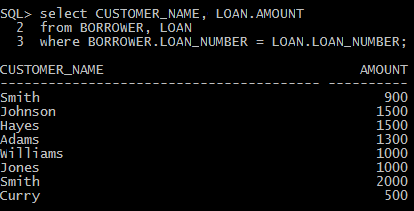 SQL> select CUSTOMER_NAME, LOAN.AMOUNT
  2  from BORROWER, LOAN
  3  where BORROWER.LOAN_NUMBER = LOAN.LOAN_NUMBER;
CUSTOMER_NAME                            AMOUNT
----------------------------------- ----------
Smith                                       900
Johnson                                    1500
Hayes                                      1500
Adams                                      1300
Williams                                   1000
Jones                                      1000
Smith                                      2000
Curry                                       500